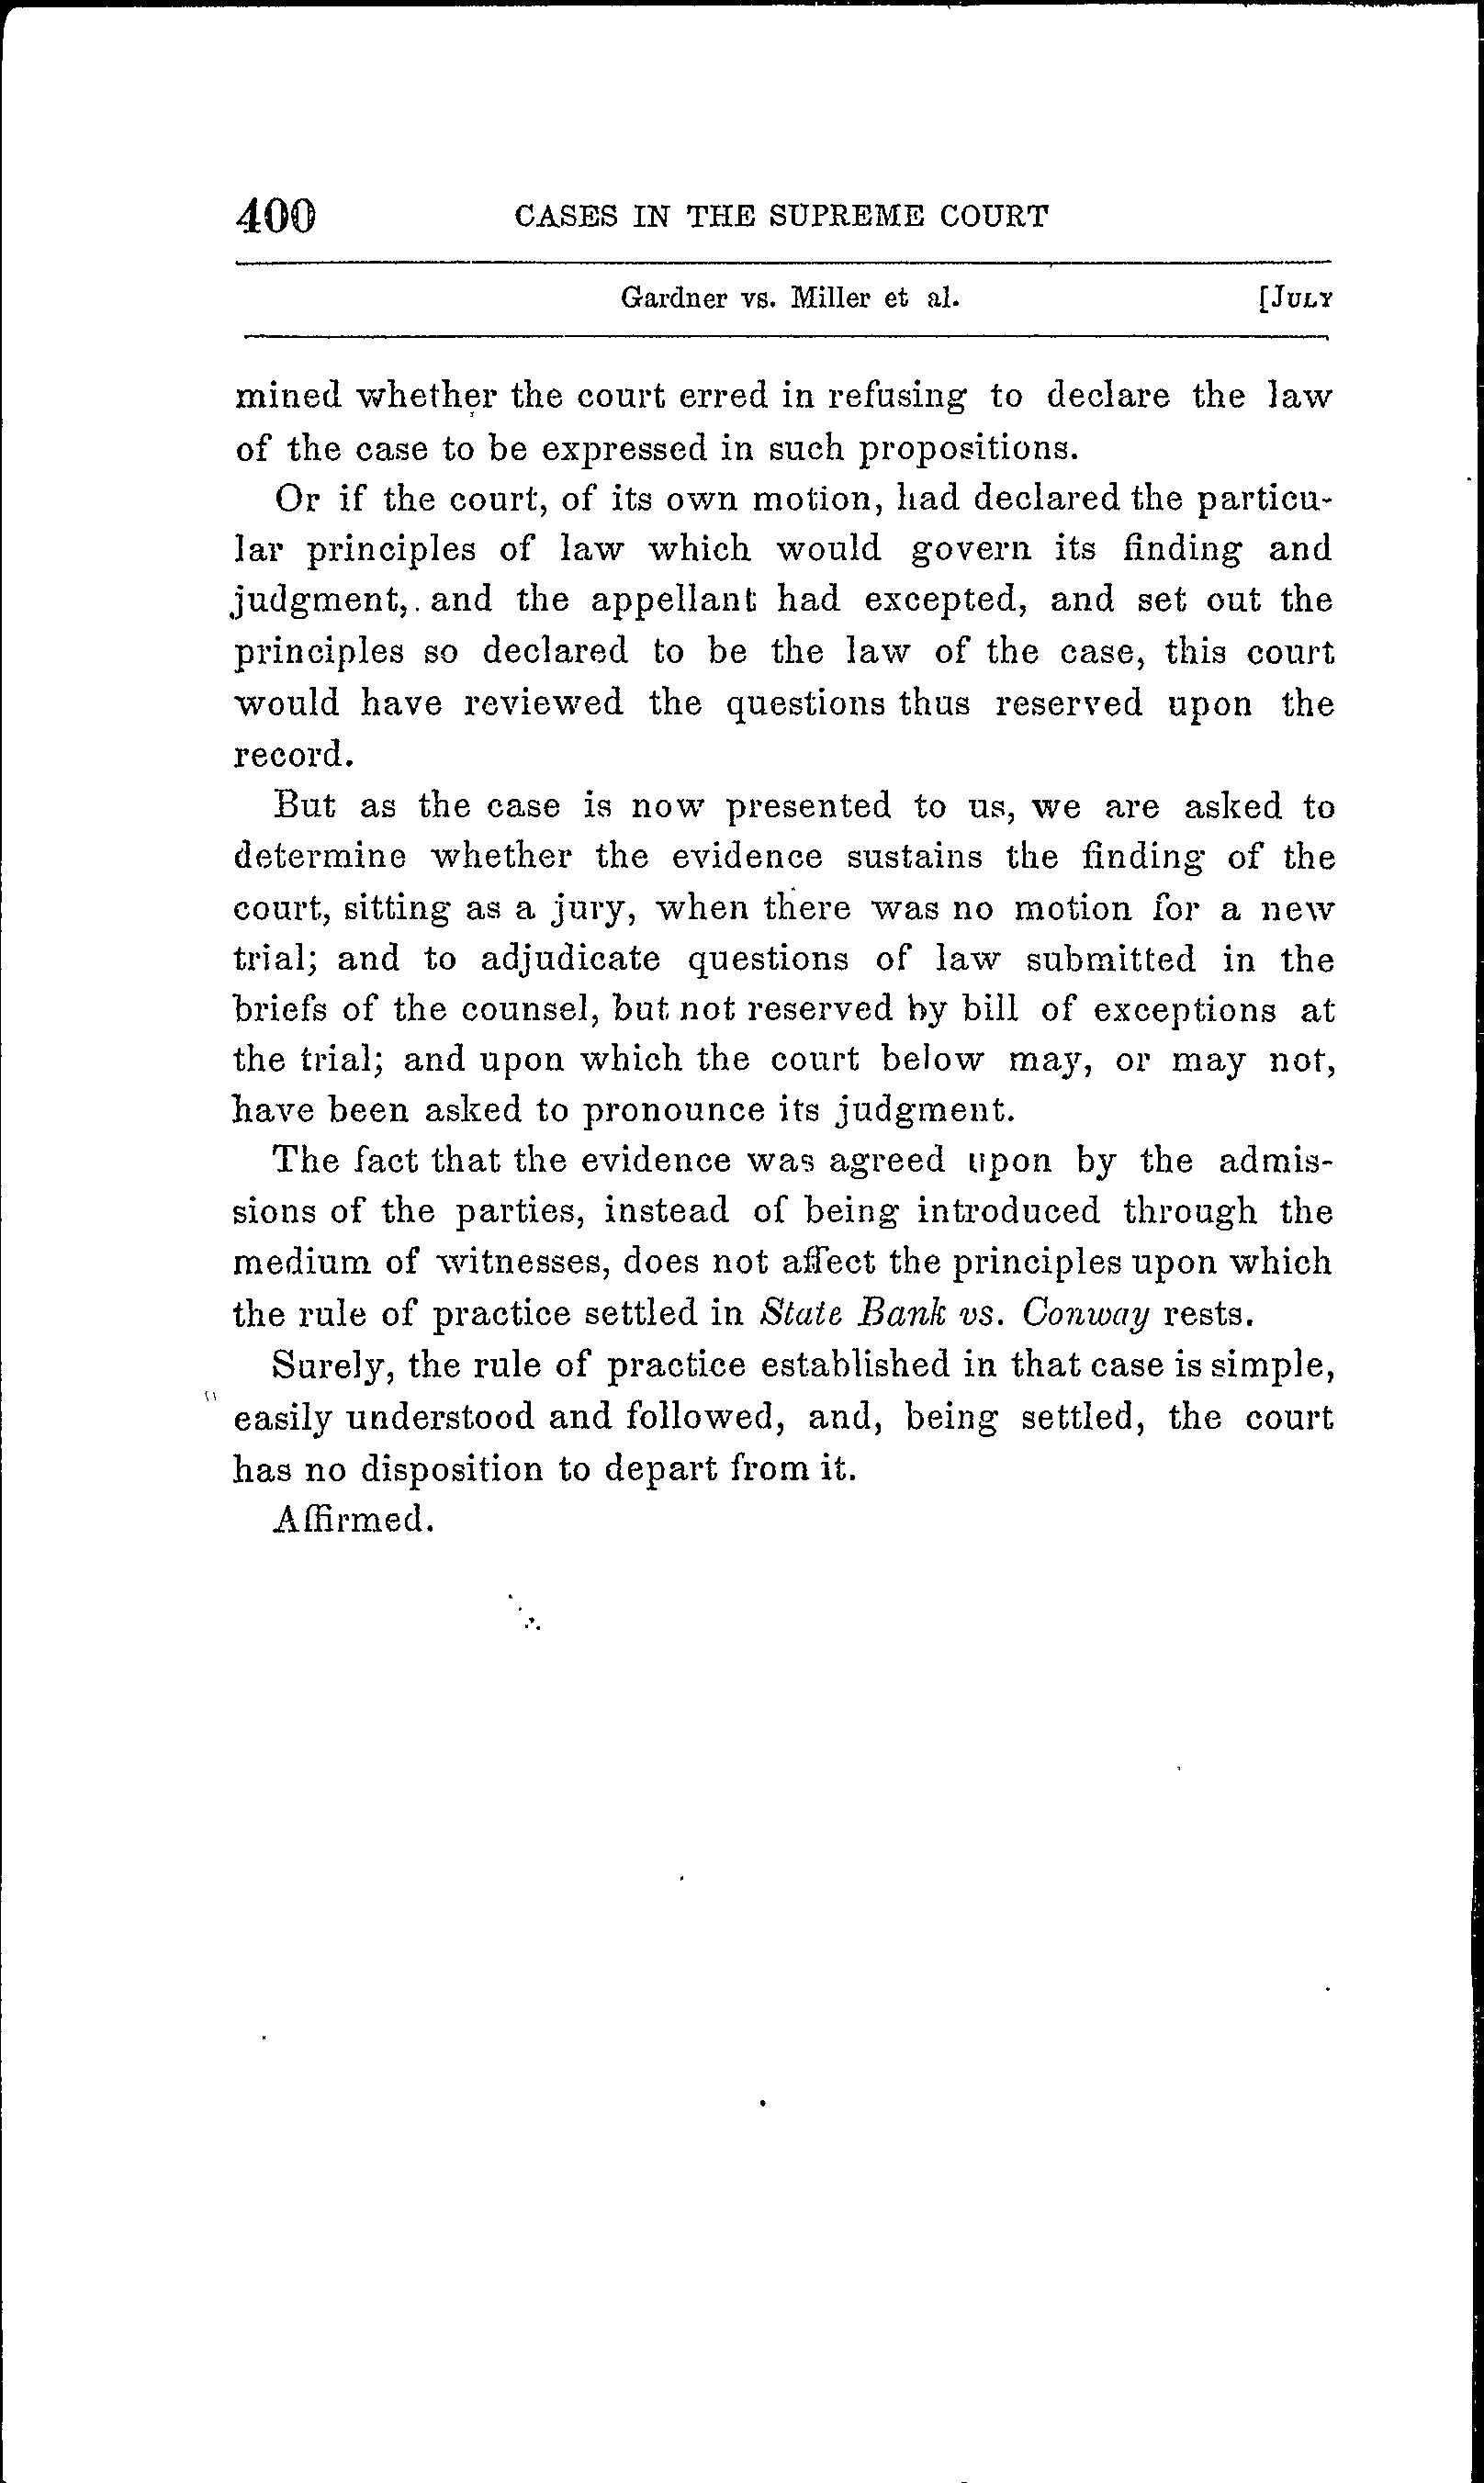 400 CASES IN THE SUPREME COURT
Gardner vs. Miller et al. [JULY
mined whether the court erred in refusing to declare the law
of the case to be expressed in such propositions.
Or if the court, of its own motion, had declared the particu-
lar principles of law which would govern its finding and
judgment, and the appellant had excepted, and set out the
principles so declared to be the law of the case, this court
would have reviewed the questions thus reserved upon the
record.
But as the case is now presented to us, we are asked to
determine whether the evidence sustains the finding of the
court, sitting as a jury, when there was no motion for a new
trial; and to adjudicate questions of law submitted in the
briefs of the counsel, but not reserved by bill of exceptions at
the trial; and upon which the court below may, or may not,
have been asked to pronounce its judgment.
The fact that the evidence was agreed upon by the admis-
sions of the parties, instead of being introduced through the
medium of witnesses, does not affect the principles upon which
the rule of practice settled in State Bank vs. Conway rests.
Surely, the rule of practice established in that case is simple,
easily understood and followed, and, being settled, the court
has no disposition to depart from it.
Affirmed.